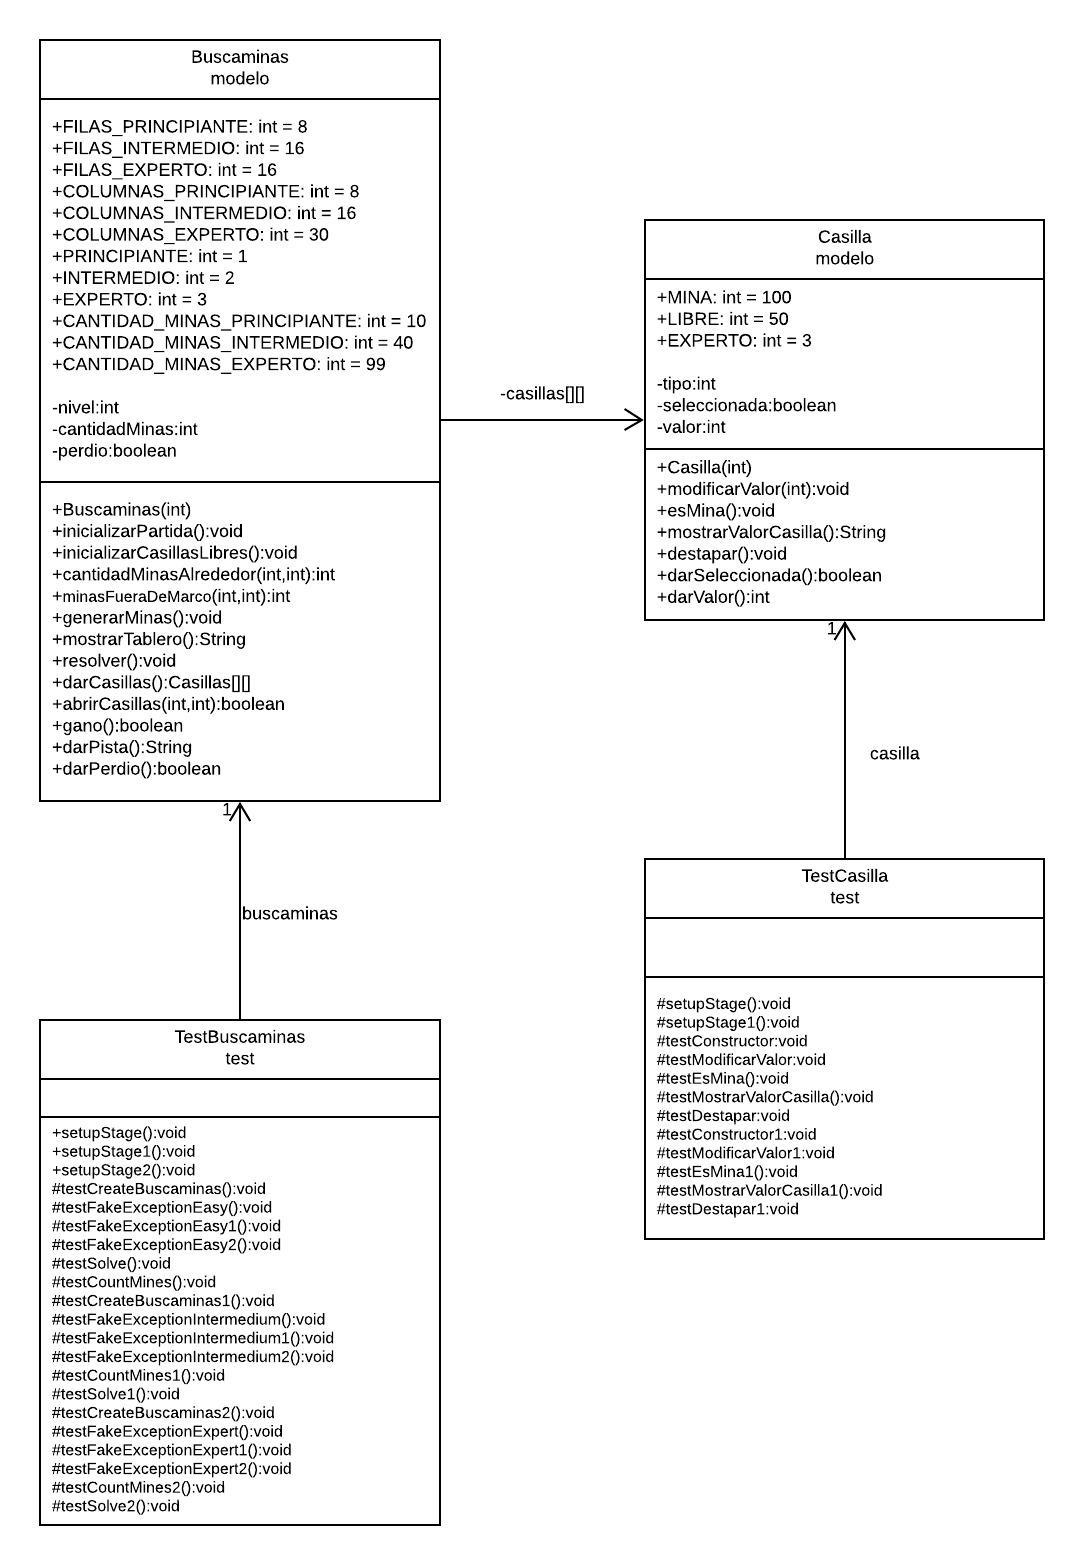 Buscaminas
modelo
+FILAS_PRINCIPIANTE: int = 8
+FILAS_INTERMEDIO: int = 16
+FILAS_EXPERTO: int = 16
+COLUMNAS_PRINCIPIANTE: int = 8
+COLUMNAS_INTERMEDIO: int = 16
+COLUMNAS_EXPERTO: int = 30
+PRINCIPIANTE: int = 1
+INTERMEDIO: int = 2
+EXPERTO: int = 3
+CANTIDAD_MINAS_PRINCIPIANTE: int = 10
+CANTIDAD_MINAS_INTERMEDIO: int = 40
+CANTIDAD_MINAS_EXPERTO: int = 99
-nivel:int
-cantidadMinas:int
-perdio:boolean
+Buscaminas(int)
+inicializarPartida():void
+inicializarCasillasLibres():void
+cantidadMinasAlrededor(int,int):int
+minasFueraDeMarco(int,int):int
+generarMinas():void
+mostrarTablero():String
+resolver():void
+darCasillas():Casillas[][]
+abrirCasillas(int,int):boolean
+gano():boolean
+darPista():String
+darPerdio():boolean
-casillas[][]
Casilla
modelo
+MINA: int = 100
+LIBRE: int = 50
+EXPERTO: int = 3
-tipo:int
-seleccionada:boolean
-valor:int
+Casilla(int)
+modificarValor(int):void
+esMina():void
+mostrarValorCasilla():String
+destapar():void
+darSeleccionada():boolean
+darValor():int
1
casilla
1
buscaminas
TestCasilla
test
#setupStage():void
#setupStage1():void
#testConstructor:void
#testModificarValor:void
#testEsMina():void
#testMostrarValorCasilla():void
#testDestapar:void
#testConstructor1:void
#testModificarValor1:void
#testEsMina1():void
#testMostrarValorCasilla1():void
#testDestapar1:void
TestBuscaminas
test
+setupStage():void
+setupStage1():void
+setupStage2():void
#testCreateBuscaminas():void
#testFakeExceptionEasy():void
#testFakeExceptionEasy1():void
#testFakeExceptionEasy2():void
#testSolve():void
#testCountMines():void
#testCreateBuscaminas1():void
#testFakeExceptionIntermedium():void
#testFakeExceptionIntermedium1():void
#testFakeExceptionIntermedium2():void
#testCountMines1():void
#testSolve1():void
#testCreateBuscaminas2():void
#testFakeExceptionExpert():void
#testFakeExceptionExpert1():void
#testFakeExceptionExpert2():void
#testCountMines2():void
#testSolve2():void